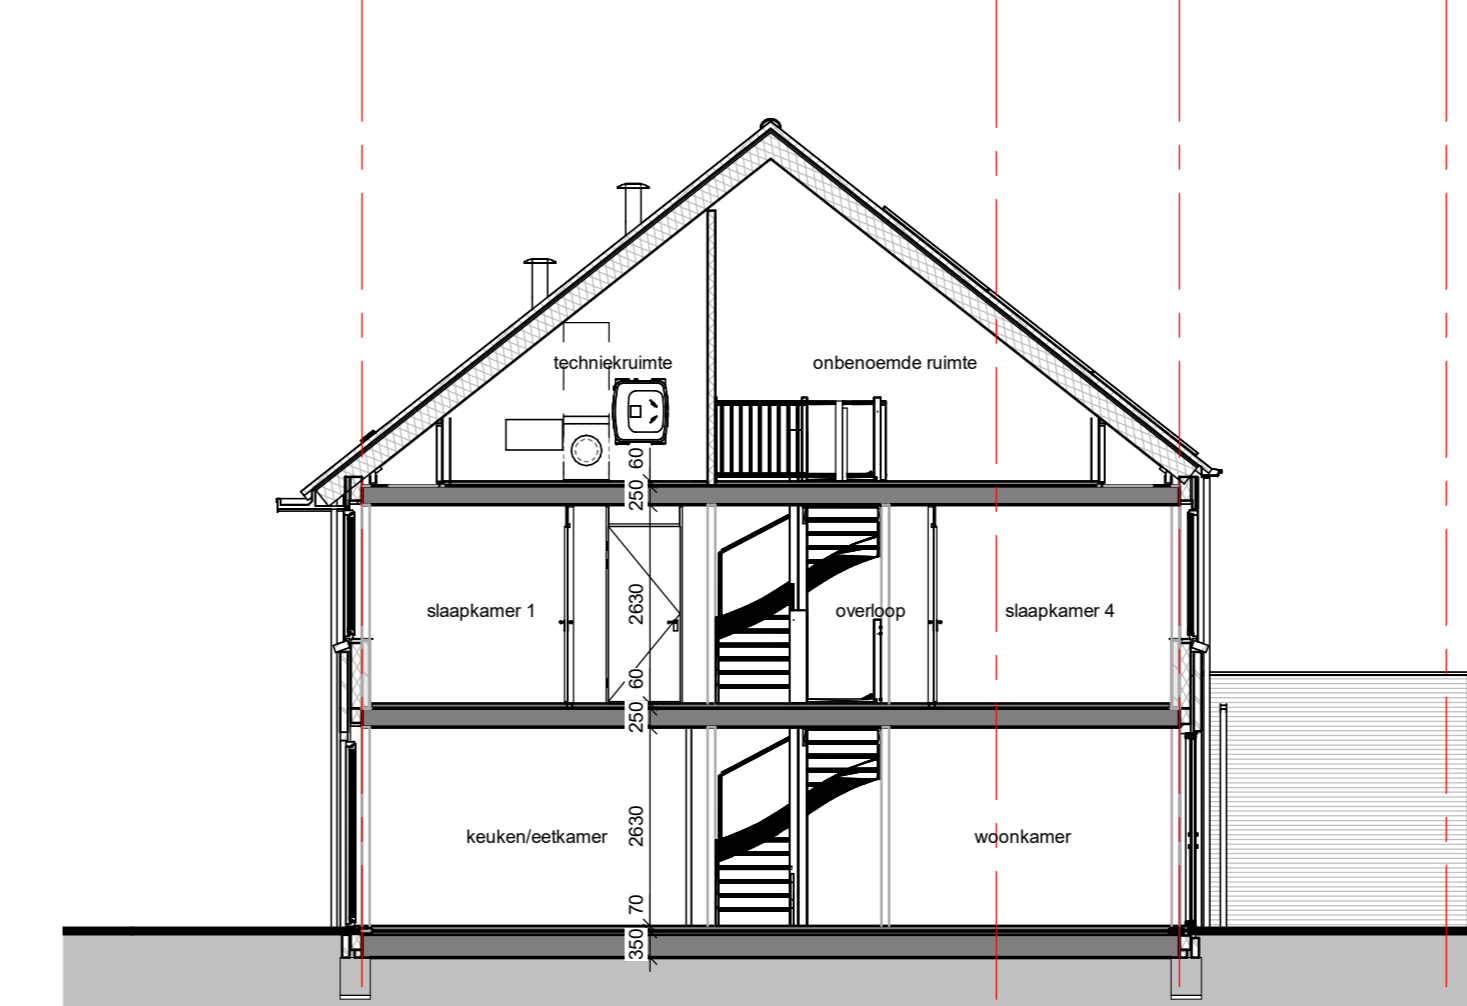 techniekruimte
onbenoemde ruimte
60
250
slaapkamer 1
2630
overloop
slaapkamer 4
60
250
keuken/eetkamer
2630
woonkamer
70
350